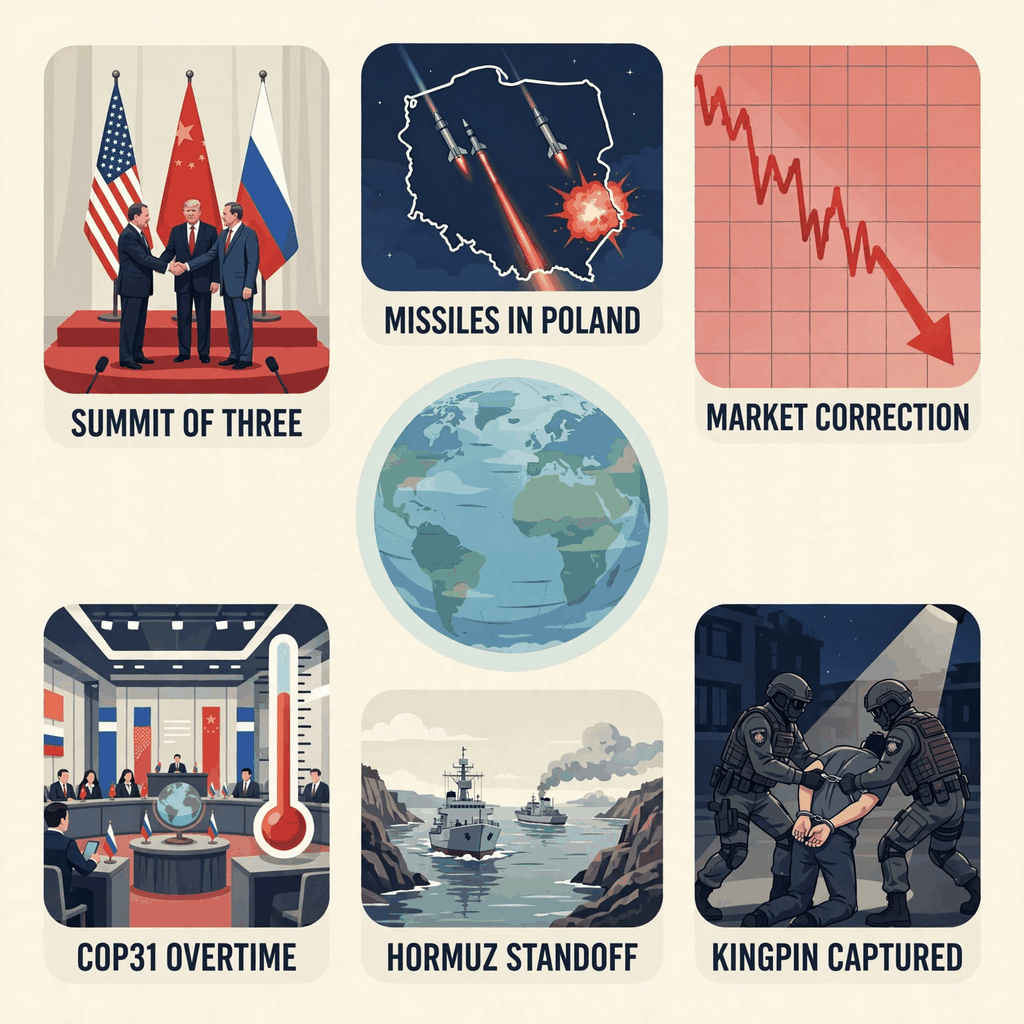 MISSILES IN POLAND
SUMMIT OF THREE
MARKET CORRECTION
COP31 OVERTIME
HORMUZ STANDOFF
KINGPIN CAPTURED